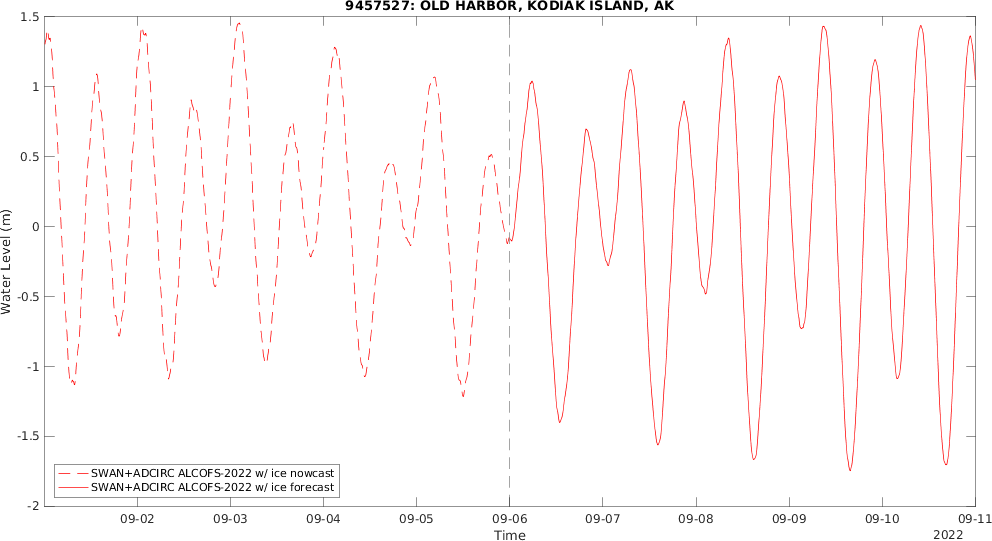 9457527: OLD HARBOR, KODIAK ISLAND, AK
1.5
1
0.5
0
-0.5
-1
-1.5
-2
Water Level (m)
SWAN+ADCIRC ALCOFS-2022 w/ ice nowcast
SWAN+ADCIRC ALCOFS-2022 w/ ice forecast
09-02 09-03 09-04 09-05 09-06 09-07 09-08 09-09 09-10 09-11
Time
2022